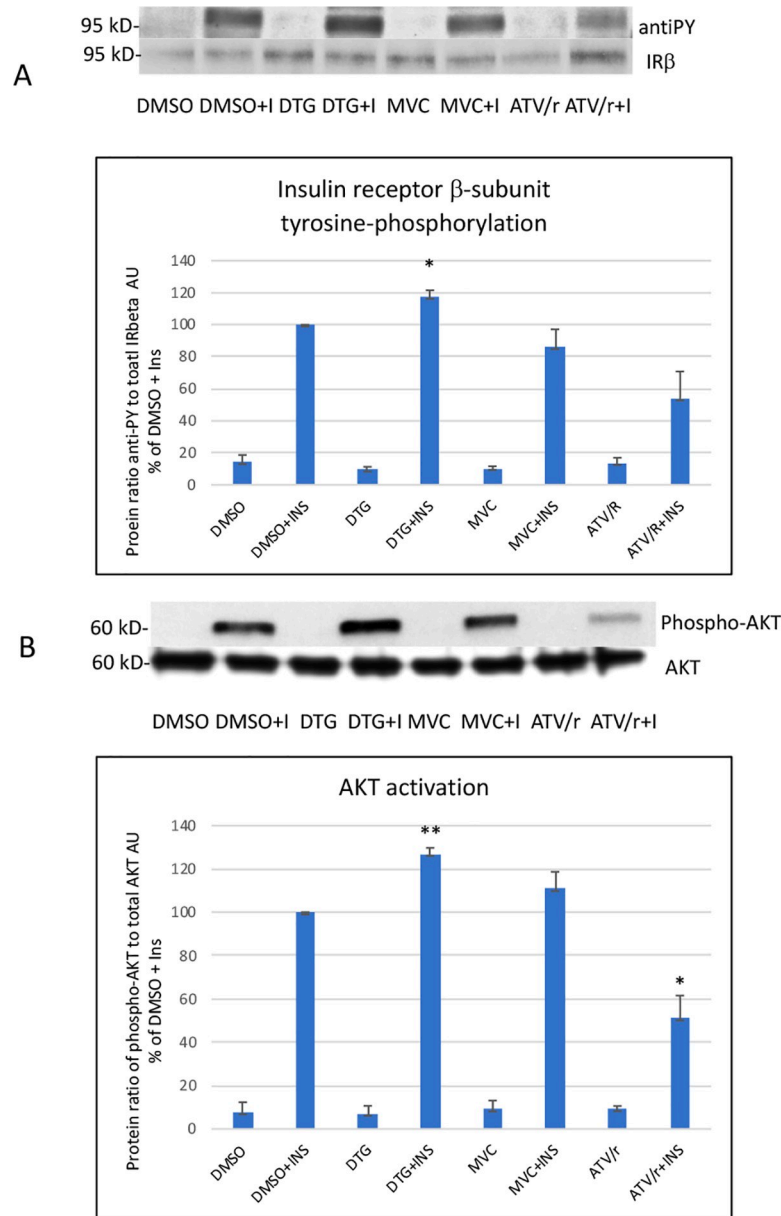 95 kD-
antiPY
95 kD-
IRβ
A
DMSO DMSO+I DTG DTG+I MVC MVC+I ATV/r ATV/r+I
Insulin receptor β-subunit
tyrosine-phosphorylation
Proein ratio anti-PY to toatl IRbeta AU
% of DMSO + Ins
140
120
100
80
60
40
20
0
*
DMSO
DMSO+INS
DTG
DTG+INS
MVC
MVC+INS
ATV/R
ATV/R+INS
60 kD-
Phospho-AKT
B
60 kD-
AKT
DMSO DMSO+I DTG DTG+I MVC MVC+I ATV/r ATV/r+I
AKT activation
Protein ratio of phospho-AKT to total AKT AU
% of DMSO + Ins
140
120
100
80
60
40
20
0
**
*
DMSO
DMSO+INS
DTG
DTG+INS
MVC
MVC+INS
ATV/r
ATV/r+INS